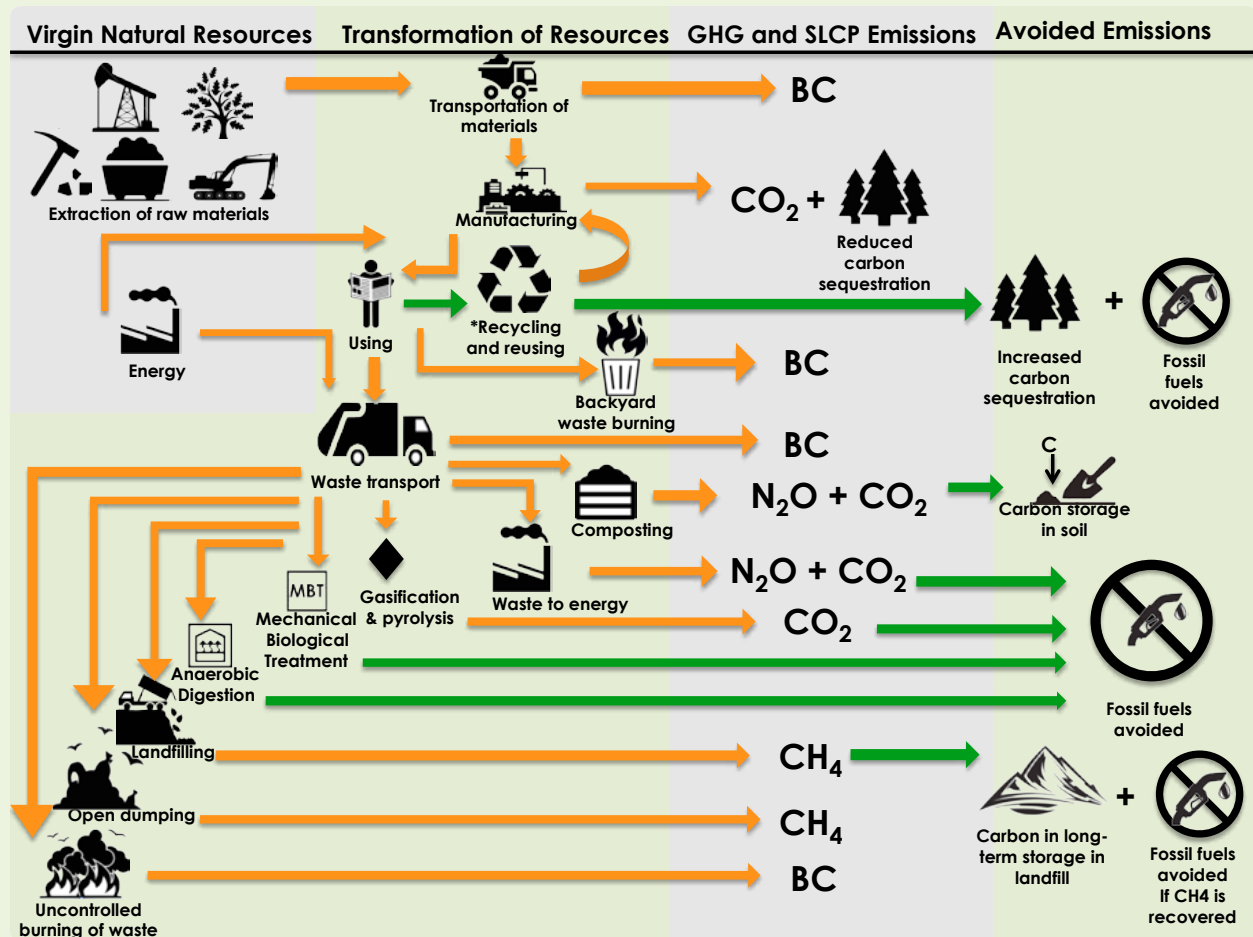 Virgin Natural Resources
Transformation of Resources
GHG and SLCP Emissions
Avoided Emissions
Transportation of
materials
BC
Extraction of raw materials
Manufacturing
CO₂ +
Reduced
carbon
sequestration
Energy
Using
*Recycling
and reusing
Increased
carbon
sequestration
+
Fossil
fuels
avoided
Backyard
waste burning
BC
Waste transport
BC
Composting
N₂O + CO₂
C
Carbon storage
in soil
MBT
Mechanical
Biological
Treatment
Gasification
& pyrolysis
Waste to energy
N₂O + CO₂
CO₂
Anaerobic
Digestion
Fossil fuels
avoided
Landfilling
CH₄
Carbon in long-
term storage in
landfill
+
Fossil fuels
avoided
If CH4 is
recovered
Open dumping
CH₄
Uncontrolled
burning of waste
BC